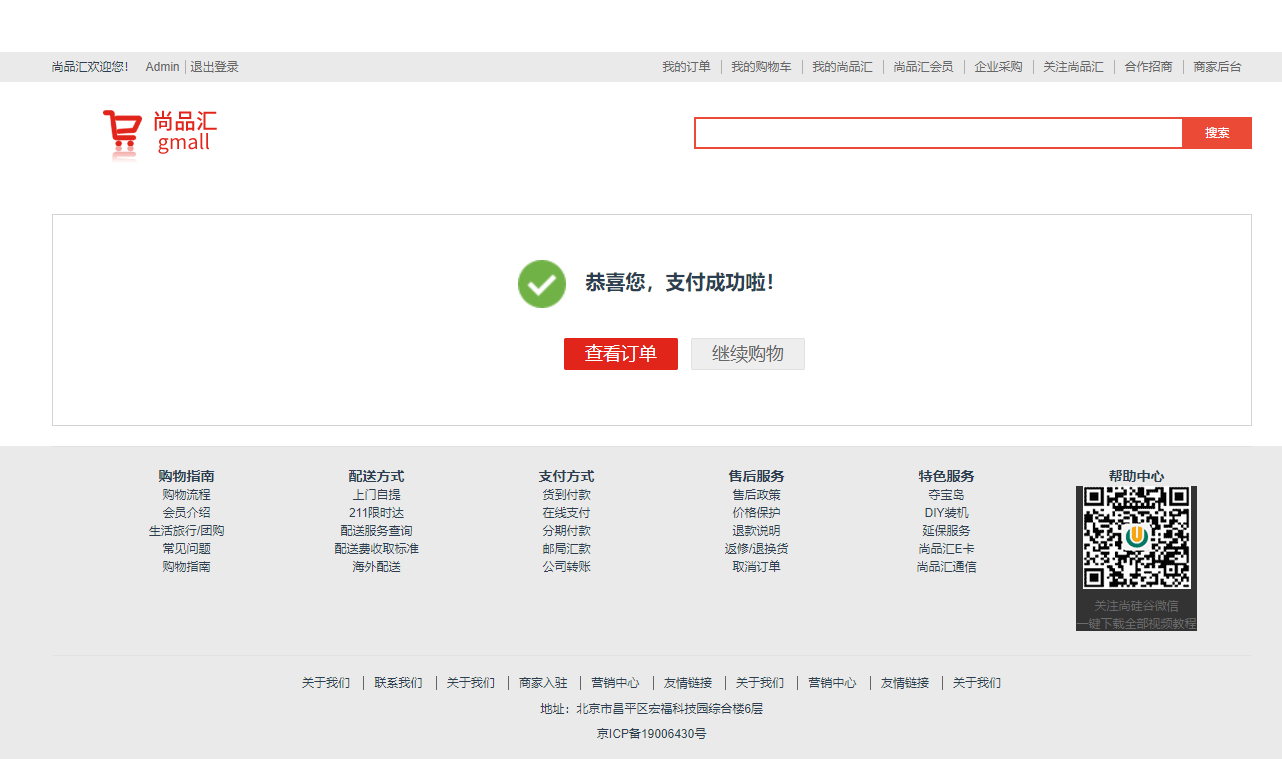 尚品汇欢迎您! Admin 退出登录 我的订单 我的购物车 我的尚品汇 尚品汇会员 企业采购 关注尚品汇 合作招商 商家后台
尚品汇
gmall
搜索
恭喜您，支付成功啦!
查看订单 继续购物
购物指南 配送方式 支付方式 售后服务 特色服务 帮助中心
购物流程 上门自提 货到付款 售后政策 夺宝岛
会员介绍 211限时达 在线支付 价格保护 DIY装机
生活旅行/团购 配送服务查询 分期付款 退款说明 延保服务
常见问题 配送费收取标准 邮局汇款 返修/退换货 尚品汇E卡
购物指南 海外配送 公司转账 取消订单 尚品汇通信
关注尚硅谷微信
一键下载全部视频教程
关于我们 联系我们 关于我们 商家入驻 营销中心 友情链接 关于我们 营销中心 友情链接 关于我们
地址：北京市昌平区宏福科技园综合楼6层
京ICP备19006430号